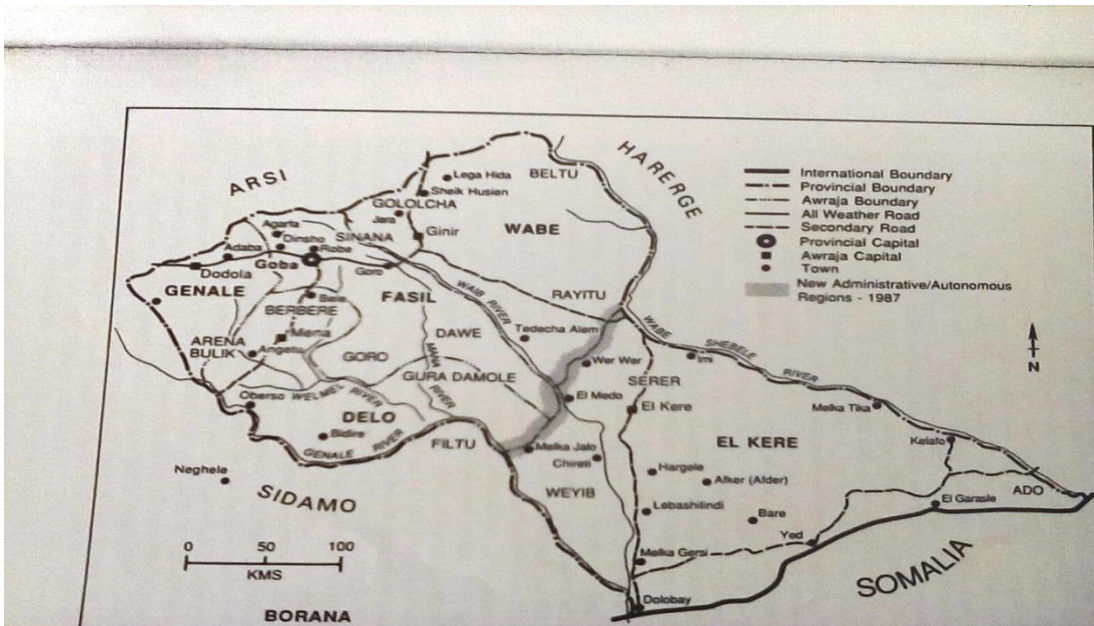 HARERGE
ARSI
Lega Hida
BELTU
Sheik Husien
GOLOLCHA
Jara
Ginir
WABE
Agarfa
SINANA
Dinsho
Robe
Adaba
Goba
Dodola
Goro
GENALE
FASIL
WAIB RIVER
RAYITU
BERBERE
Mena
ARENA
BULIK
Angetu
GORO
DAWE
MANA
RIVER
Tedecha Alem
GURA DAMOLE
Wer Wer
WABE SHEBELE RIVER
Imi
SERER
El Medo
El Kere
Melka Tika
Oberso
WELMEL
RIVER
DELO
Bidire
GENALE RIVER
FILTU
Melka Jalo
Chireti
EL KERE
Kelafo
Neghele
SIDAMO
WEYIB
Hargele
Afker (Afder)
Lebashilindi
Bare
ADO
El Garasle
Yed
Melka Gersi
SOMALIA
Dolobay
BORANA
International Boundary
Provincial Boundary
Awraja Boundary
All Weather Road
Secondary Road
Provincial Capital
Awraja Capital
Town
New Administrative/Autonomous
Regions - 1987
N
0 50 100
KMS